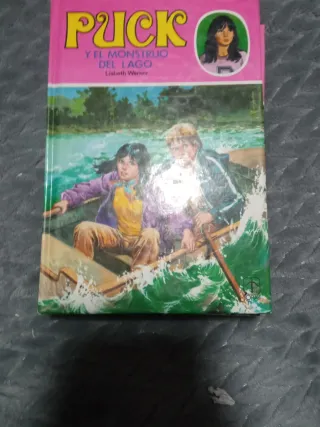 PUCK
Y EL MONSTRUO
DEL LAGO
Lisbeth Werner